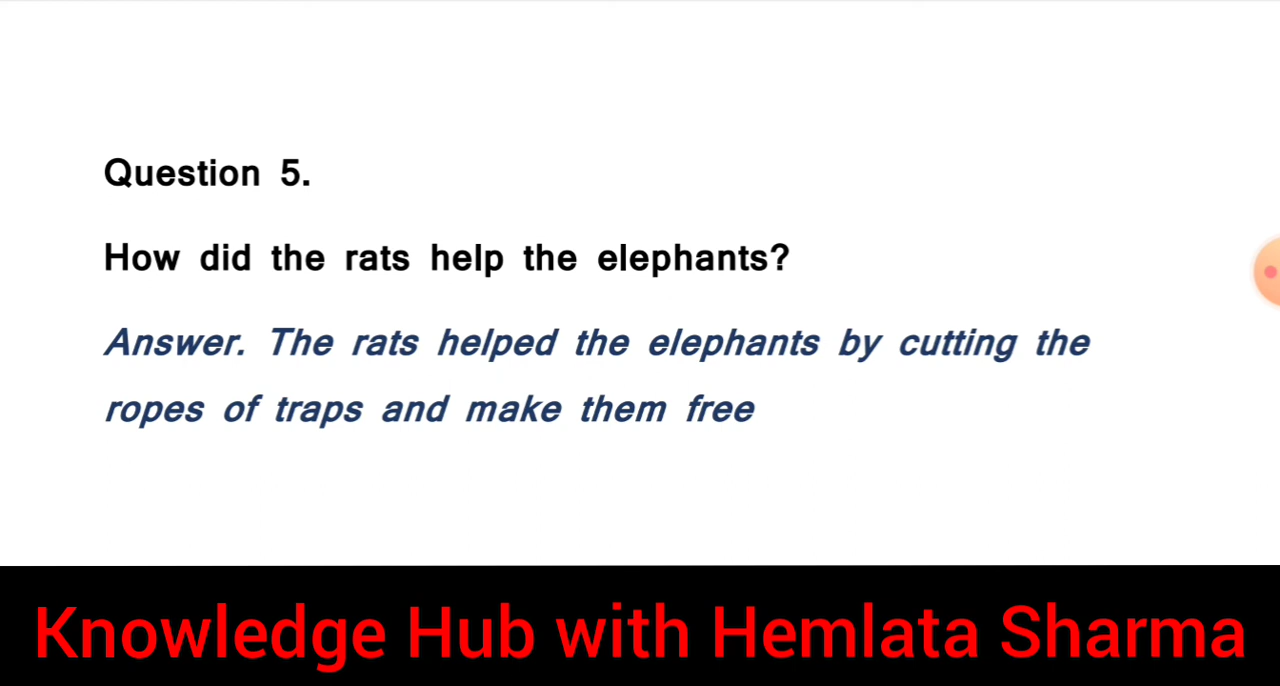 Question 5.
How did the rats help the elephants?
Answer. The rats helped the elephants by cutting the
ropes of traps and make them free
Knowledge Hub with Hemlata Sharma